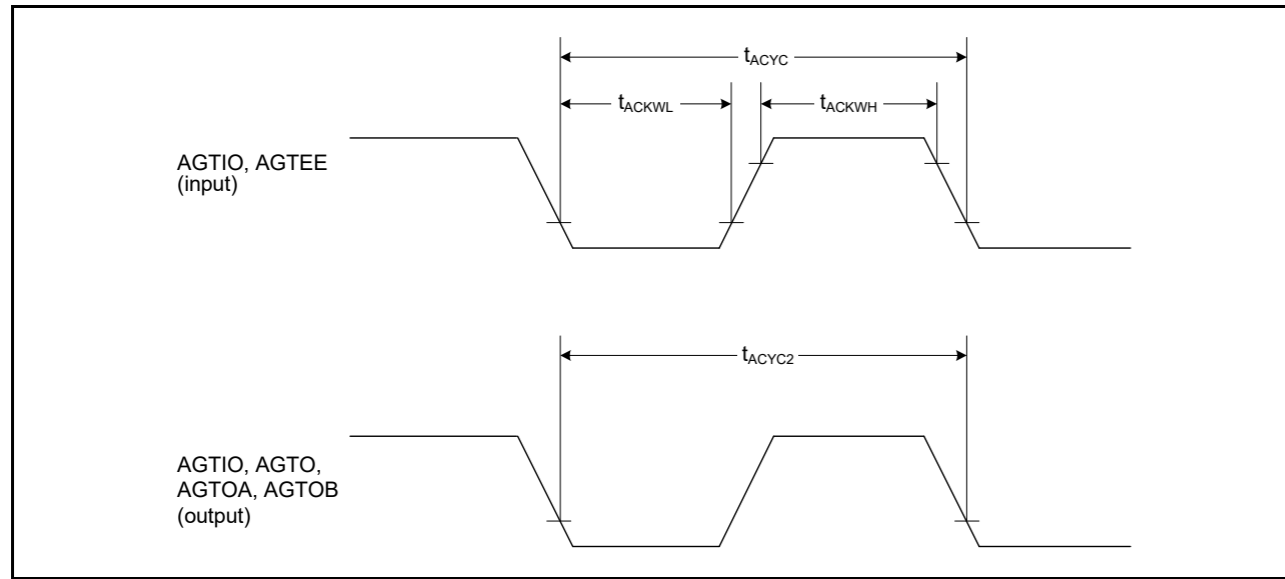 tACYC
tACKWL
tACKWH
AGTIO, AGTEE
(input)
tACYC2
AGTIO, AGTO,
AGTOA, AGTOB
(output)